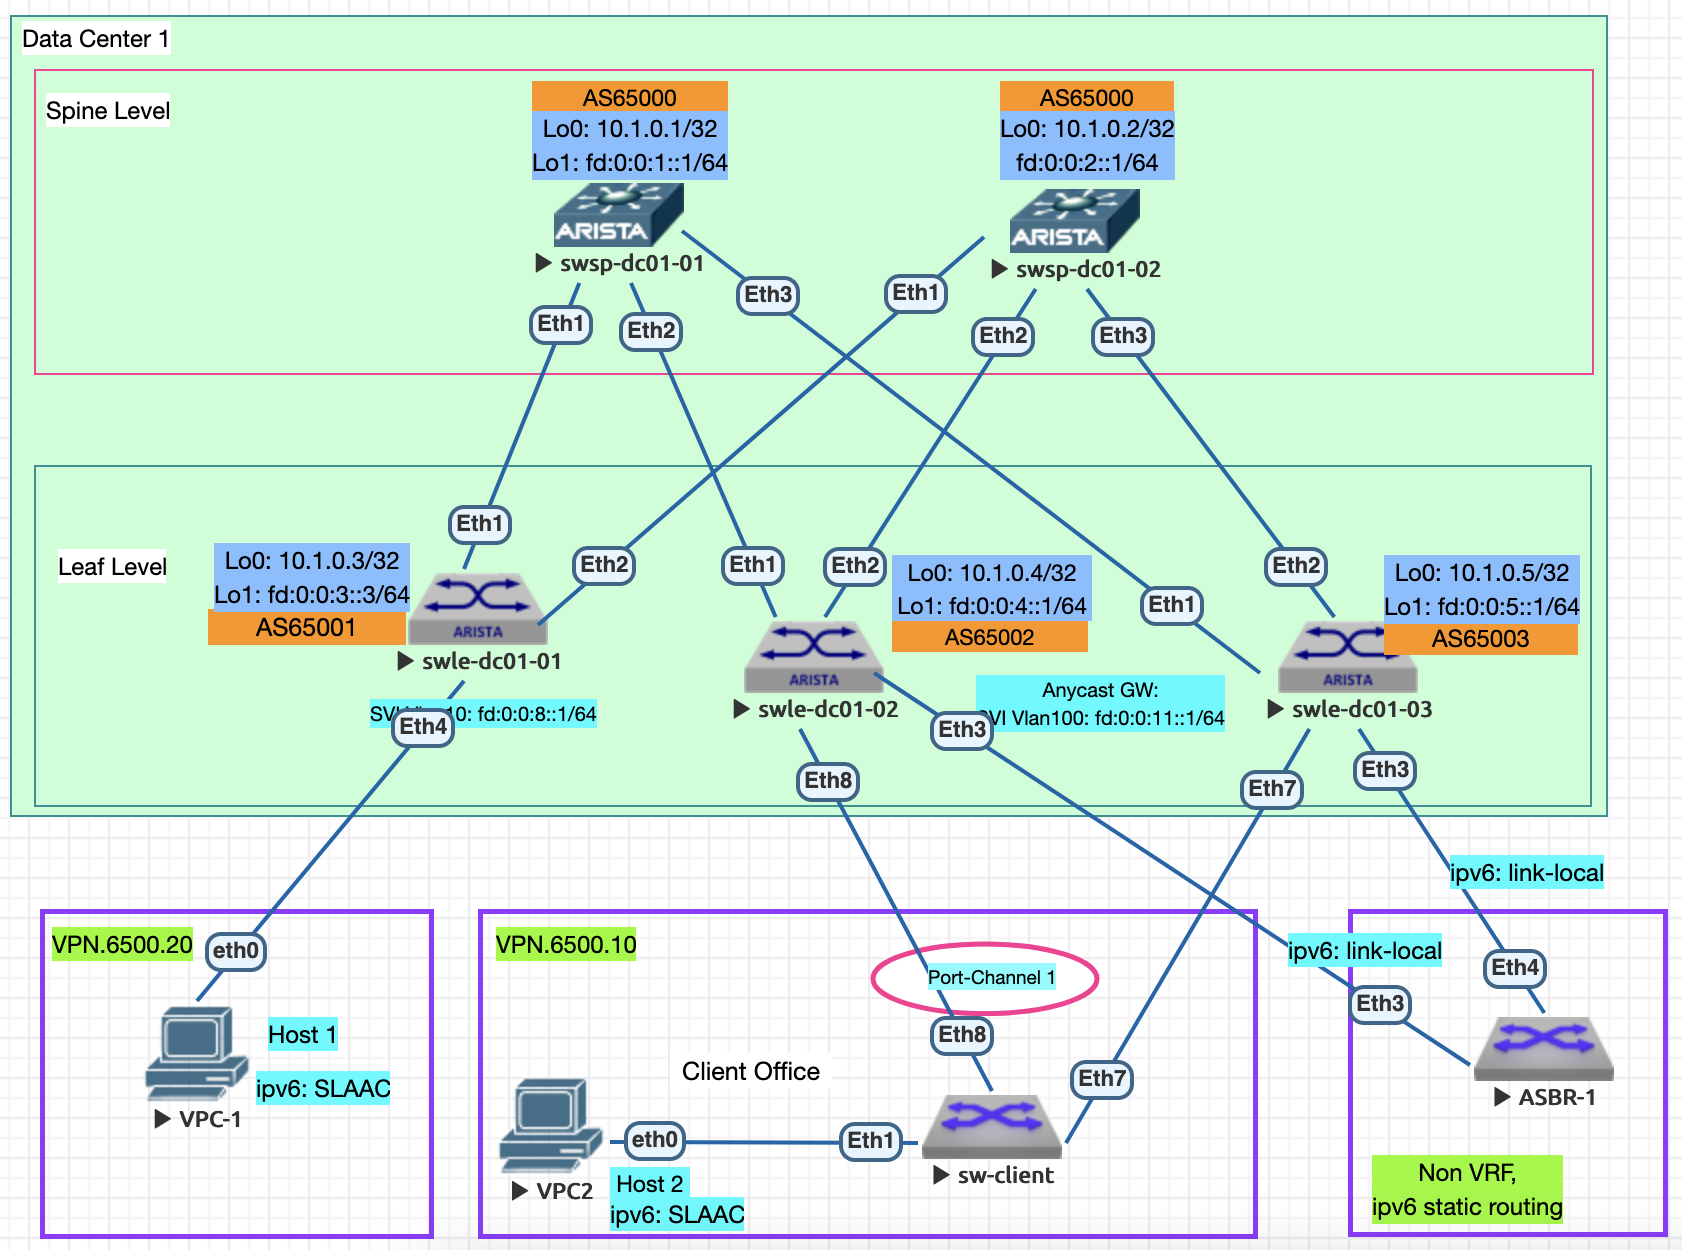 Data Center 1
Spine Level
AS65000
Lo0: 10.1.0.1/32
Lo1: fd:0:0:1::1/64
ARISTA
swsp-dc01-01
AS65000
Lo0: 10.1.0.2/32
fd:0:0:2::1/64
ARISTA
swsp-dc01-02
Eth3
Eth1
Eth1
Eth2
Eth2
Eth3
Leaf Level
Eth1
Eth2
Eth1
Eth2
Eth1
Eth2
Lo0: 10.1.0.3/32
Lo1: fd:0:0:3::3/64
AS65001
ARISTA
swle-dc01-01
Lo0: 10.1.0.4/32
Lo1: fd:0:0:4::1/64
AS65002
ARISTA
swle-dc01-02
Lo0: 10.1.0.5/32
Lo1: fd:0:0:5::1/64
AS65003
ARISTA
swle-dc01-03
10: fd:0:0:8::1/64
Eth4
Anycast GW:
Vlan100: fd:0:0:11::1/64
Eth3
Eth8
Eth7
Eth3
ipv6: link-local
VPN.6500.20
eth0
Host 1
ipv6: SLAAC
VPC-1
VPN.6500.10
Port-Channel 1
Eth8
Client Office
Eth7
eth0
Eth1
VPC2
Host 2
ipv6: SLAAC
sw-client
ipv6: link-local
Eth4
Eth3
ASBR-1
Non VRF,
ipv6 static routing